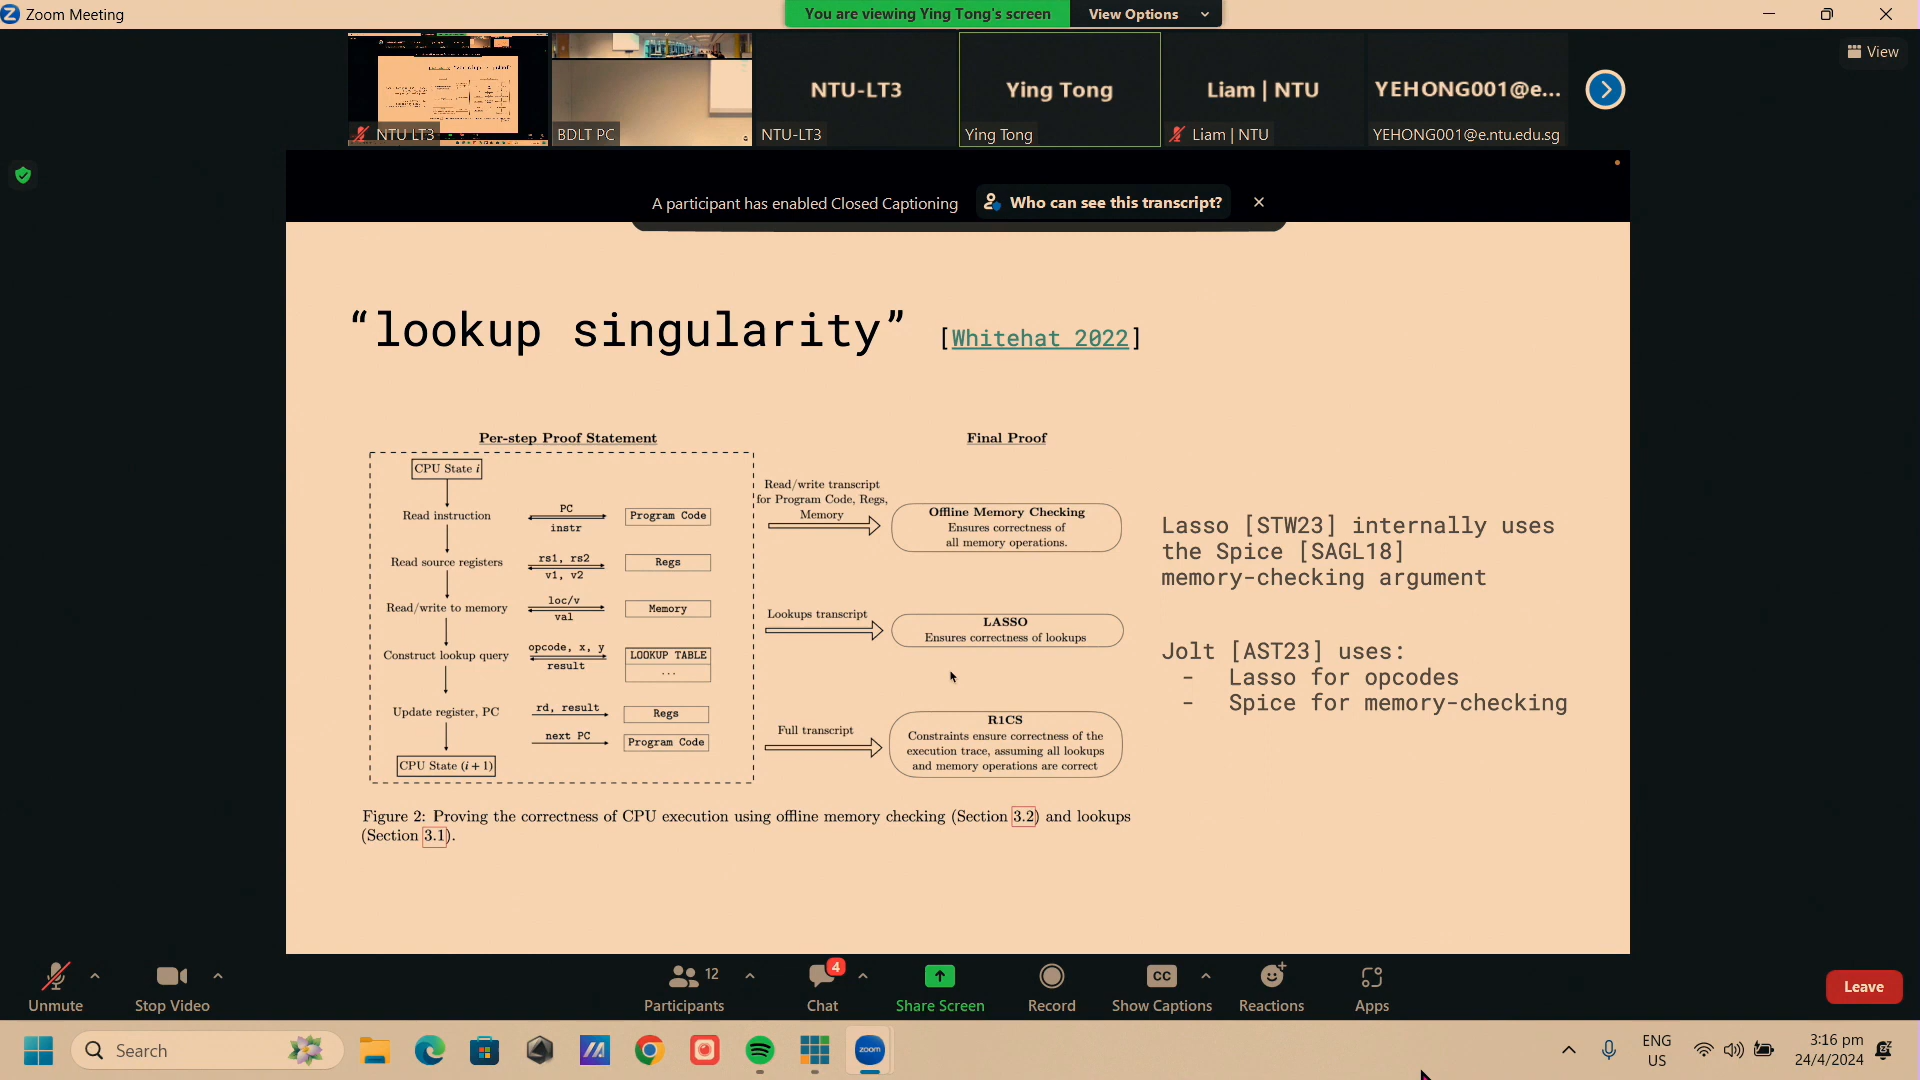 Zoom Meeting
You are viewing Ying Tong's screen
View Options
View
NTU LT3
BDLT PC
NTU-LT3
NTU-LT3
Ying Tong
Ying Tong
Liam | NTU
Liam | NTU
YEHONG001@e...
YEHONG001@e.ntu.edu.sg
A participant has enabled Closed Captioning
Who can see this transcript?
“lookup singularity” [Whitehat 2022]
Per-step Proof Statement
Final Proof
CPU State i
Read instruction
PC
instr
Program Code
Read source registers
rs1, rs2
v1, v2
Regs
Read/write to memory
loc/v
val
Memory
Construct lookup query
opcode, x, y
result
LOOKUP TABLE
...
Update register, PC
rd, result
Regs
next PC
Program Code
CPU State (i + 1)
Read/write transcript
for Program Code, Regs,
Memory
Offline Memory Checking
Ensures correctness of
all memory operations.
Lookups transcript
LASSO
Ensures correctness of lookups
Full transcript
R1CS
Constraints ensure correctness of the
execution trace, assuming all lookups
and memory operations are correct
Figure 2: Proving the correctness of CPU execution using offline memory checking (Section 3.2) and lookups
(Section 3.1).
Lasso [STW23] internally uses
the Spice [SAGL18]
memory-checking argument
Jolt [AST23] uses:
- Lasso for opcodes
- Spice for memory-checking
Unmute
Stop Video
12
Participants
4
Chat
Share Screen
Record
CC
Show Captions
Reactions
Apps
Leave
Search
zoom
ENG
US
3:16 pm
24/4/2024